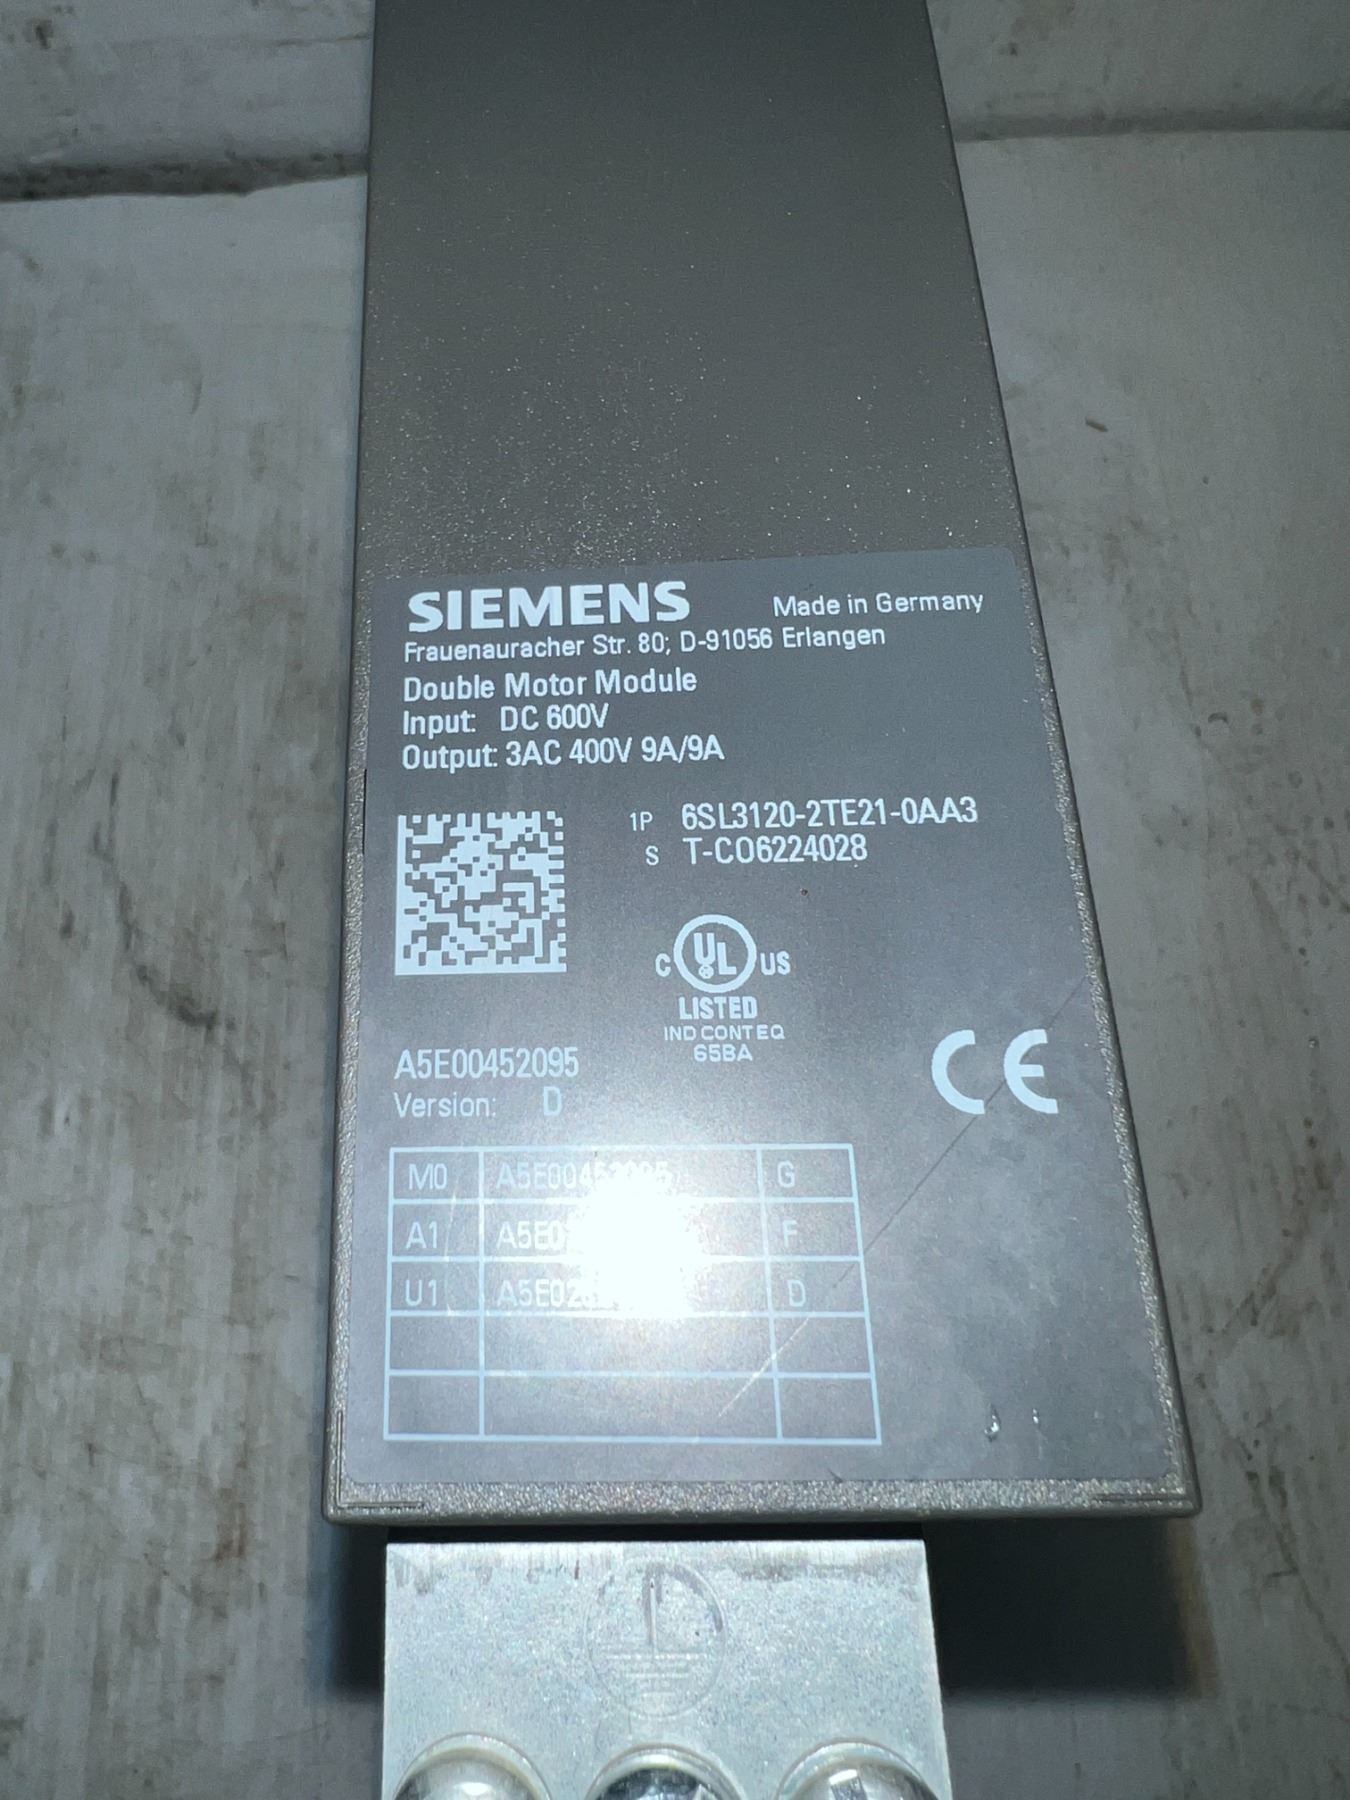 SIEMENS Made in Germany
Frauenauracher Str. 80; D-91056 Erlangen
Double Motor Module
Input: DC 600V
Output: 3AC 400V 9A/9A
1P 6SL3120-2TE21-0AA3
S T-CO6224028
C UL US
LISTED
IND CONT EQ
65BA
A5E00452095
Version: D
CE
M0 G
A1 F
U1 D